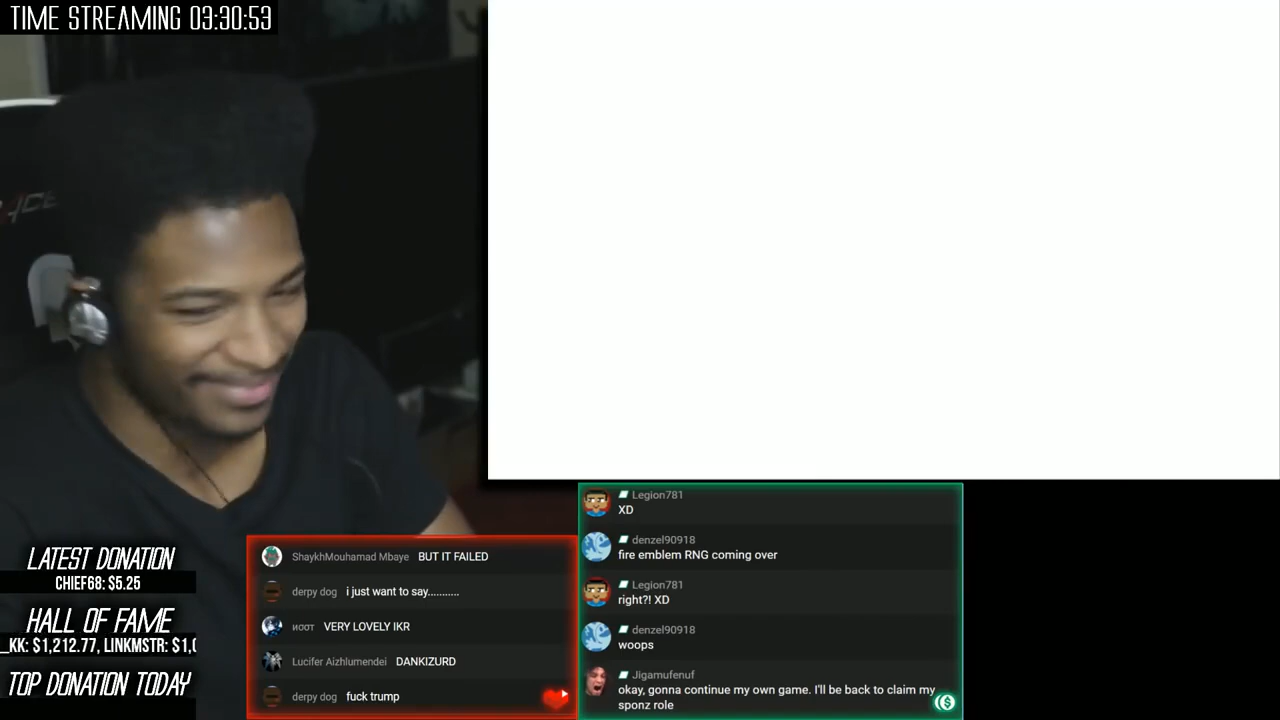 TIME STREAMING 03:30:53
LATEST DONATION
CHIEF68: $5.25
HALL OF FAME
_KK: $1,212.77, LINKMSTR: $1,0
TOP DONATION TODAY
ShaykhMouhamad Mbaye BUT IT FAILED
derpy dog i just want to say..........
иσσт VERY LOVELY IKR
Lucifer Aizhlumendei DANKIZURD
derpy dog fuck trump
Legion781
XD
denzel90918
fire emblem RNG coming over
Legion781
right?! XD
denzel90918
woops
Jigamufenuf
okay, gonna continue my own game. I'll be back to claim my
sponz role